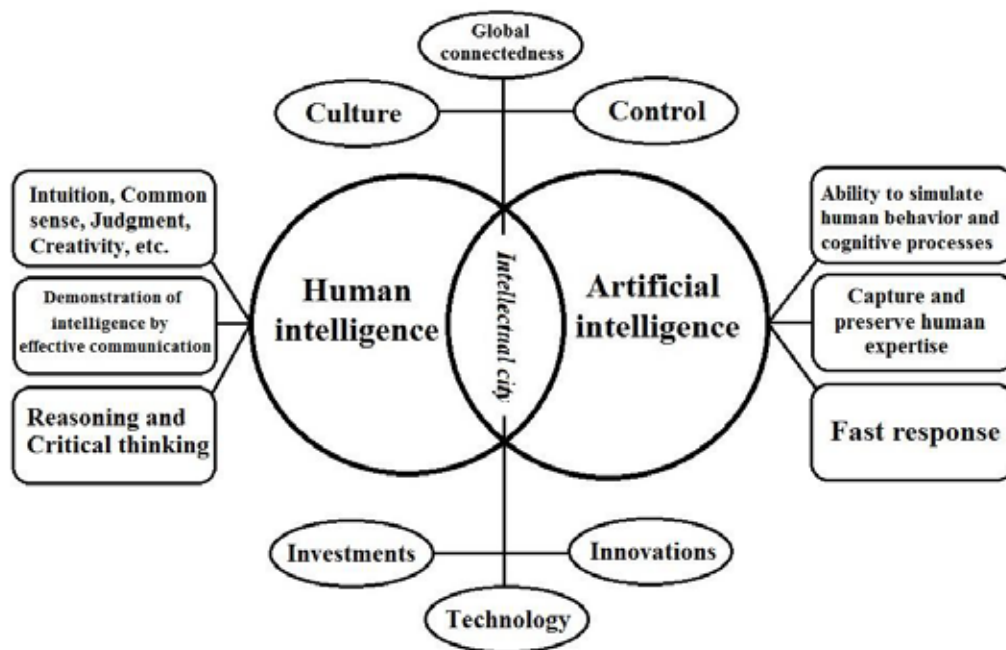 Global
connectedness
Culture
Control
Intuition, Common
sense, Judgment,
Creativity, etc.
Demonstration of
intelligence by
effective communication
Reasoning and
Critical thinking
Human
intelligence
Intellectual city
Artificial
intelligence
Ability to simulate
human behavior and
cognitive processes
Capture and
preserve human
expertise
Fast response
Investments
Innovations
Technology